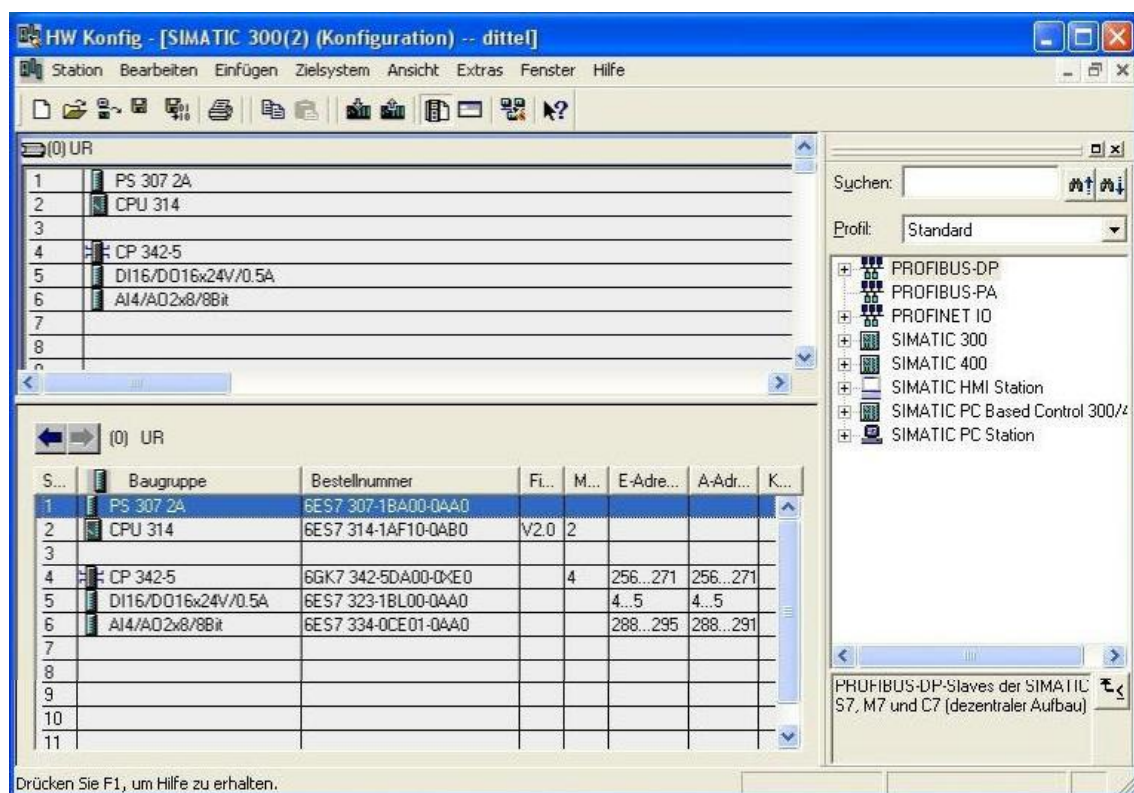 HW Konfig - [SIMATIC 300(2) (Konfiguration) -- dittel]
Station Bearbeiten Einfügen Zielsystem Ansicht Extras Fenster Hilfe
(0) UR
1 PS 307 2A
2 CPU 314
3
4 CP 342-5
5 DI16/DO16x24V/0.5A
6 AI4/AO2x8/8Bit
7
8
(0) UR
S... Baugruppe Bestellnummer Fi... M... E-Adre... A-Adr... K...
1 PS 307 2A 6ES7 307-1BA00-0AA0
2 CPU 314 6ES7 314-1AF10-0AB0 V2.0 2
3
4 CP 342-5 6GK7 342-5DA00-0XE0 4 256...271 256...271
5 DI16/DO16x24V/0.5A 6ES7 323-1BL00-0AA0 4...5 4...5
6 AI4/AO2x8/8Bit 6ES7 334-0CE01-0AA0 288...295 288...291
7
8
9
10
11
Suchen:
Profil: Standard
PROFIBUS-DP
PROFIBUS-PA
PROFINET IO
SIMATIC 300
SIMATIC 400
SIMATIC HMI Station
SIMATIC PC Based Control 300/4
SIMATIC PC Station
PROFIBUS-DP-Slaves der SIMATIC
S7, M7 und C7 (dezentraler Aufbau)
Drücken Sie F1, um Hilfe zu erhalten.